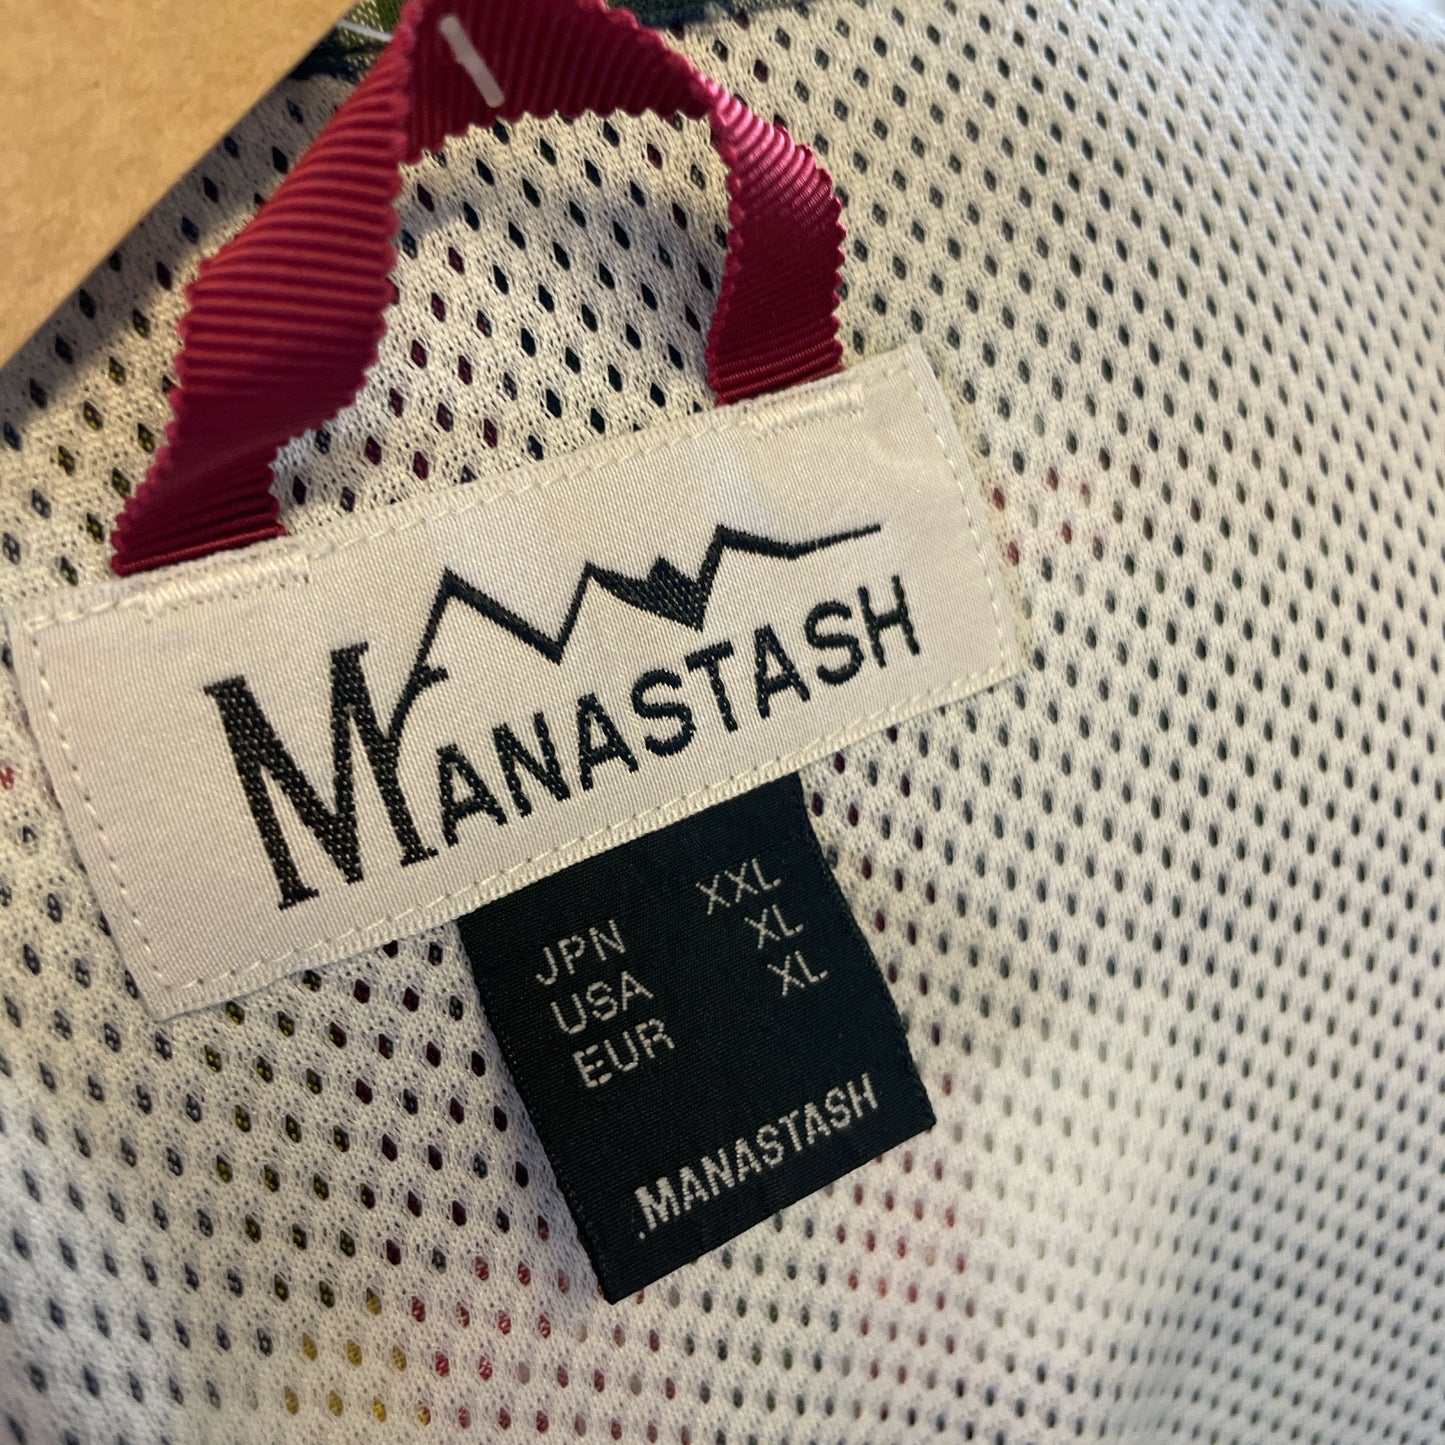 MANASTASH
JPN XXL
USA XL
EUR XL
.MANASTASH